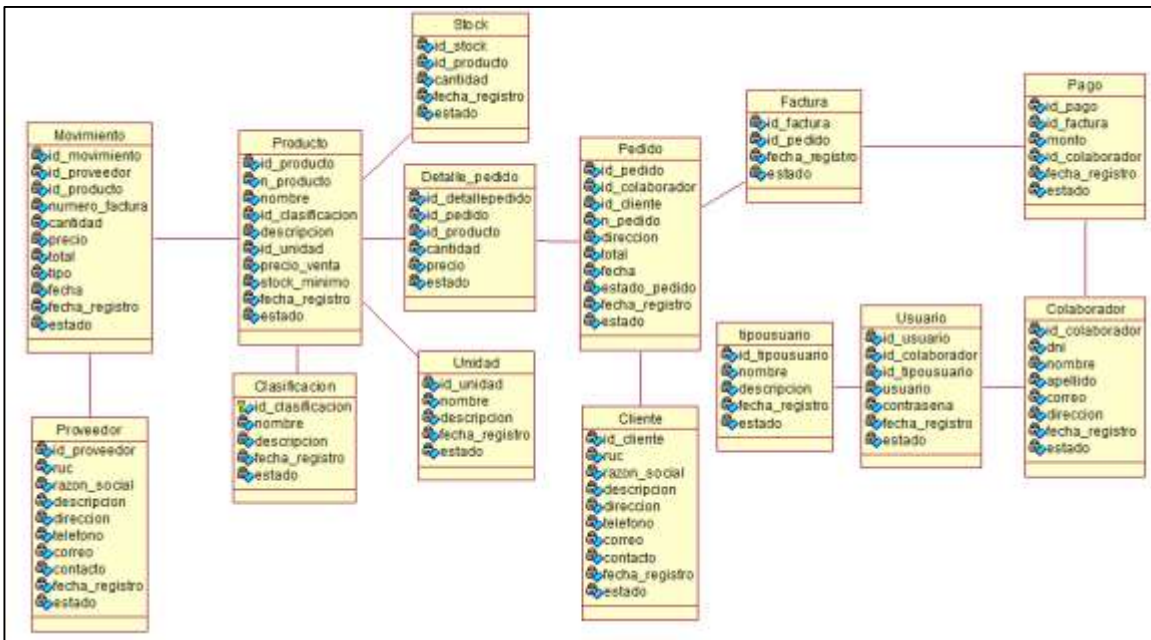 Stock
id_stock
id_producto
cantidad
fecha_registro
estado
Movimiento
id_movimiento
id_proveedor
id_producto
numero_factura
cantidad
precio
total
tipo
fecha
fecha_registro
estado
Producto
id_producto
n_producto
nombre
id_clasificacion
descripcion
id_unidad
precio_venta
stock_minimo
fecha_registro
estado
Detalle_pedido
id_detallepedido
id_pedido
id_producto
cantidad
precio
estado
Pedido
id_pedido
id_colaborador
id_cliente
n_pedido
direccion
total
fecha
estado_pedido
fecha_registro
estado
Factura
id_factura
id_pedido
fecha_registro
estado
Pago
id_pago
id_factura
monto
id_colaborador
fecha_registro
estado
Proveedor
id_proveedor
ruc
razon_social
descripcion
direccion
telefono
correo
contacto
fecha_registro
estado
Clasificacion
id_clasificacion
nombre
descripcion
fecha_registro
estado
Unidad
id_unidad
nombre
descripcion
fecha_registro
estado
Cliente
id_cliente
ruc
razon_social
descripcion
direccion
telefono
correo
contacto
fecha_registro
estado
tipousuario
id_tipousuario
nombre
descripcion
fecha_registro
estado
Usuario
id_usuario
id_colaborador
id_tipousuario
usuario
contrasena
fecha_registro
estado
Colaborador
id_colaborador
dni
nombre
apellido
correo
direccion
fecha_registro
estado